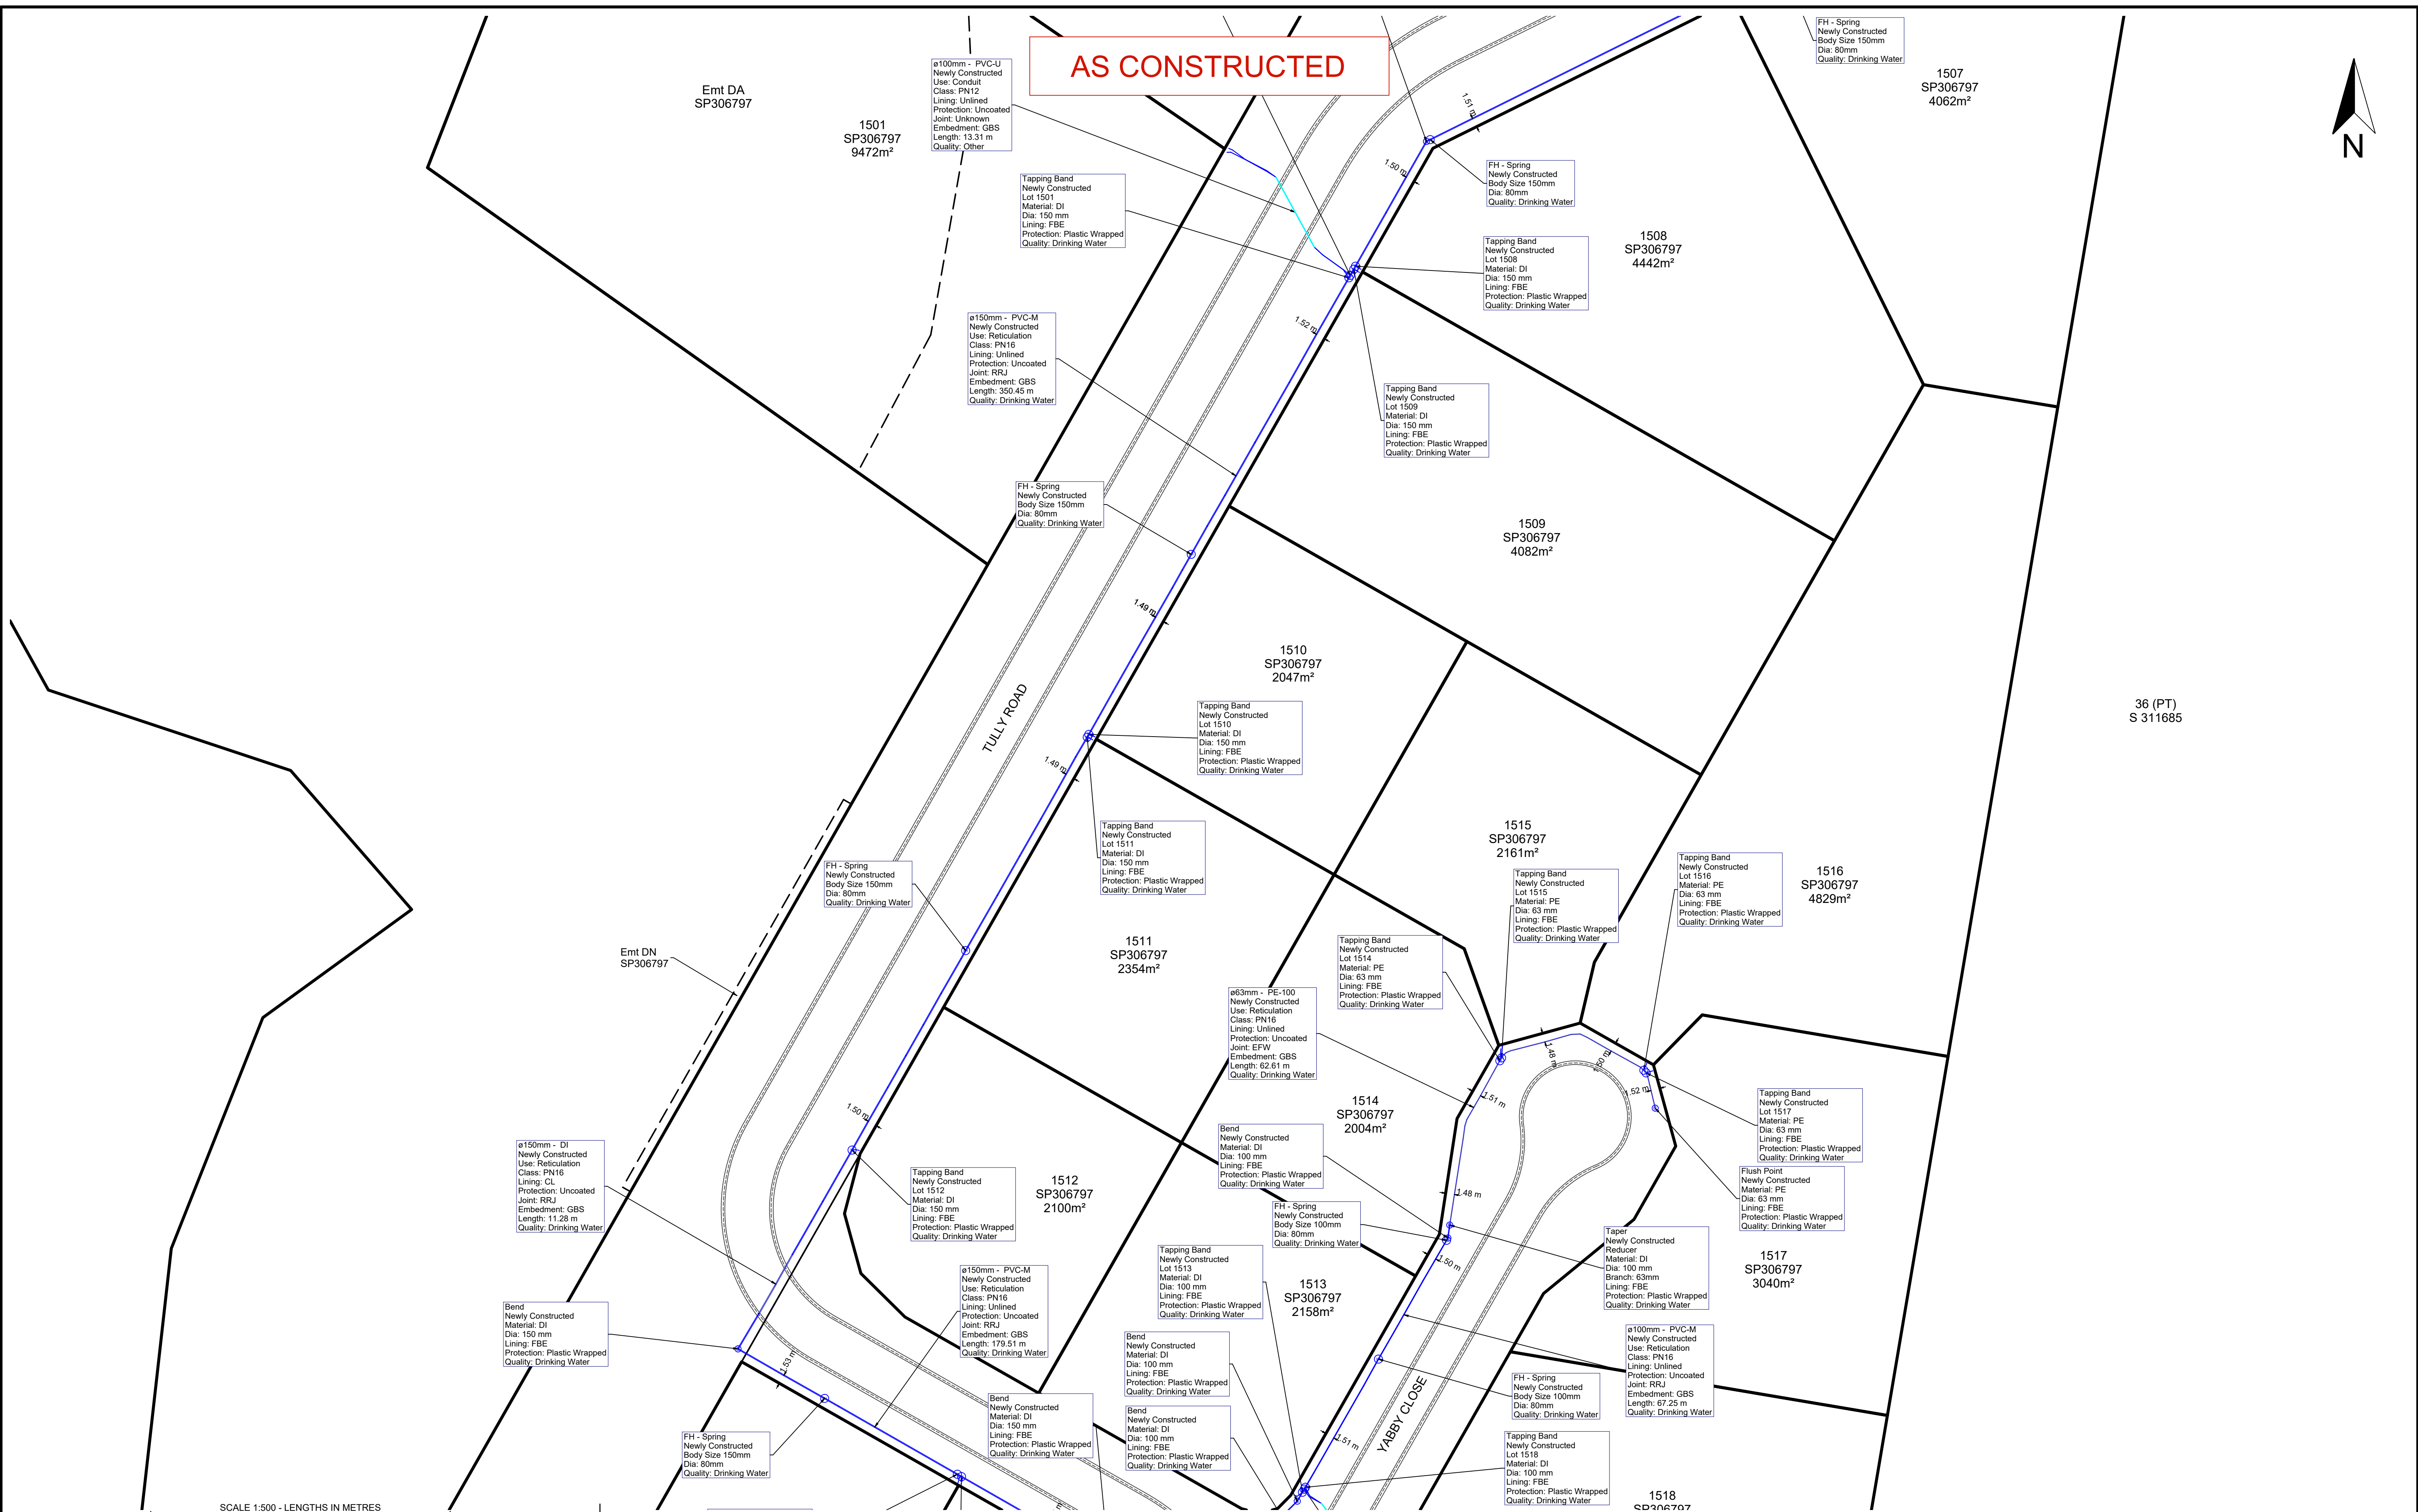 AS CONSTRUCTED
Emt DA
SP306797
1501
SP306797
9472m²
ø100mm - PVC-U
Newly Constructed
Use: Conduit
Class: PN12
Lining: Unlined
Protection: Uncoated
Joint: Unknown
Embedment: GBS
Length: 13.31 m
Quality: Other
FH - Spring
Newly Constructed
Body Size 150mm
Dia: 80mm
Quality: Drinking Water
1507
SP306797
4062m²
N
1.51 m
1.50 m
Tapping Band
Newly Constructed
Lot 1501
Material: DI
Dia: 150 mm
Lining: FBE
Protection: Plastic Wrapped
Quality: Drinking Water
FH - Spring
Newly Constructed
Body Size 150mm
Dia: 80mm
Quality: Drinking Water
Tapping Band
Newly Constructed
Lot 1508
Material: DI
Dia: 150 mm
Lining: FBE
Protection: Plastic Wrapped
Quality: Drinking Water
1508
SP306797
4442m²
ø150mm - PVC-M
Newly Constructed
Use: Reticulation
Class: PN16
Lining: Unlined
Protection: Uncoated
Joint: RRJ
Embedment: GBS
Length: 350.45 m
Quality: Drinking Water
1.52 m
Tapping Band
Newly Constructed
Lot 1509
Material: DI
Dia: 150 mm
Lining: FBE
Protection: Plastic Wrapped
Quality: Drinking Water
FH - Spring
Newly Constructed
Body Size 150mm
Dia: 80mm
Quality: Drinking Water
1509
SP306797
4082m²
1.49 m
1510
SP306797
2047m²
TULLY ROAD
36 (PT)
S 311685
Tapping Band
Newly Constructed
Lot 1510
Material: DI
Dia: 150 mm
Lining: FBE
Protection: Plastic Wrapped
Quality: Drinking Water
1.49 m
Tapping Band
Newly Constructed
Lot 1511
Material: DI
Dia: 150 mm
Lining: FBE
Protection: Plastic Wrapped
Quality: Drinking Water
FH - Spring
Newly Constructed
Body Size 150mm
Dia: 80mm
Quality: Drinking Water
1515
SP306797
2161m²
Tapping Band
Newly Constructed
Lot 1515
Material: PE
Dia: 63 mm
Lining: FBE
Protection: Plastic Wrapped
Quality: Drinking Water
Tapping Band
Newly Constructed
Lot 1516
Material: PE
Dia: 63 mm
Lining: FBE
Protection: Plastic Wrapped
Quality: Drinking Water
1516
SP306797
4829m²
Emt DN
SP306797
1511
SP306797
2354m²
Tapping Band
Newly Constructed
Lot 1514
Material: PE
Dia: 63 mm
Lining: FBE
Protection: Plastic Wrapped
Quality: Drinking Water
ø63mm - PE-100
Newly Constructed
Use: Reticulation
Class: PN16
Lining: Unlined
Protection: Uncoated
Joint: EFW
Embedment: GBS
Length: 62.61 m
Quality: Drinking Water
1.48 m
1.52 m
1.51 m
1.50 m
1514
SP306797
2004m²
Tapping Band
Newly Constructed
Lot 1517
Material: PE
Dia: 63 mm
Lining: FBE
Protection: Plastic Wrapped
Quality: Drinking Water
ø150mm - DI
Newly Constructed
Use: Reticulation
Class: PN16
Lining: CL
Protection: Uncoated
Joint: RRJ
Embedment: GBS
Length: 11.28 m
Quality: Drinking Water
Tapping Band
Newly Constructed
Lot 1512
Material: DI
Dia: 150 mm
Lining: FBE
Protection: Plastic Wrapped
Quality: Drinking Water
1512
SP306797
2100m²
Bend
Newly Constructed
Material: DI
Dia: 100 mm
Lining: FBE
Protection: Plastic Wrapped
Quality: Drinking Water
1.48 m
Flush Point
Newly Constructed
Material: PE
Dia: 63 mm
Lining: FBE
Protection: Plastic Wrapped
Quality: Drinking Water
FH - Spring
Newly Constructed
Body Size 100mm
Dia: 80mm
Quality: Drinking Water
1.50 m
Taper
Newly Constructed
Reducer
Material: DI
Dia: 100 mm
Branch: 63mm
Lining: FBE
Protection: Plastic Wrapped
Quality: Drinking Water
1517
SP306797
3040m²
Tapping Band
Newly Constructed
Lot 1513
Material: DI
Dia: 100 mm
Lining: FBE
Protection: Plastic Wrapped
Quality: Drinking Water
1513
SP306797
2158m²
ø150mm - PVC-M
Newly Constructed
Use: Reticulation
Class: PN16
Lining: Unlined
Protection: Uncoated
Joint: RRJ
Embedment: GBS
Length: 179.51 m
Quality: Drinking Water
Bend
Newly Constructed
Material: DI
Dia: 150 mm
Lining: FBE
Protection: Plastic Wrapped
Quality: Drinking Water
1.53 m
Bend
Newly Constructed
Material: DI
Dia: 100 mm
Lining: FBE
Protection: Plastic Wrapped
Quality: Drinking Water
ø100mm - PVC-M
Newly Constructed
Use: Reticulation
Class: PN16
Lining: Unlined
Protection: Uncoated
Joint: RRJ
Embedment: GBS
Length: 67.25 m
Quality: Drinking Water
FH - Spring
Newly Constructed
Body Size 100mm
Dia: 80mm
Quality: Drinking Water
YABBY CLOSE
Bend
Newly Constructed
Material: DI
Dia: 150 mm
Lining: FBE
Protection: Plastic Wrapped
Quality: Drinking Water
Bend
Newly Constructed
Material: DI
Dia: 100 mm
Lining: FBE
Protection: Plastic Wrapped
Quality: Drinking Water
1.51 m
FH - Spring
Newly Constructed
Body Size 150mm
Dia: 80mm
Quality: Drinking Water
Tapping Band
Newly Constructed
Lot 1518
Material: DI
Dia: 100 mm
Lining: FBE
Protection: Plastic Wrapped
Quality: Drinking Water
1518
SP306797
SCALE 1:500 - LENGTHS IN METRES